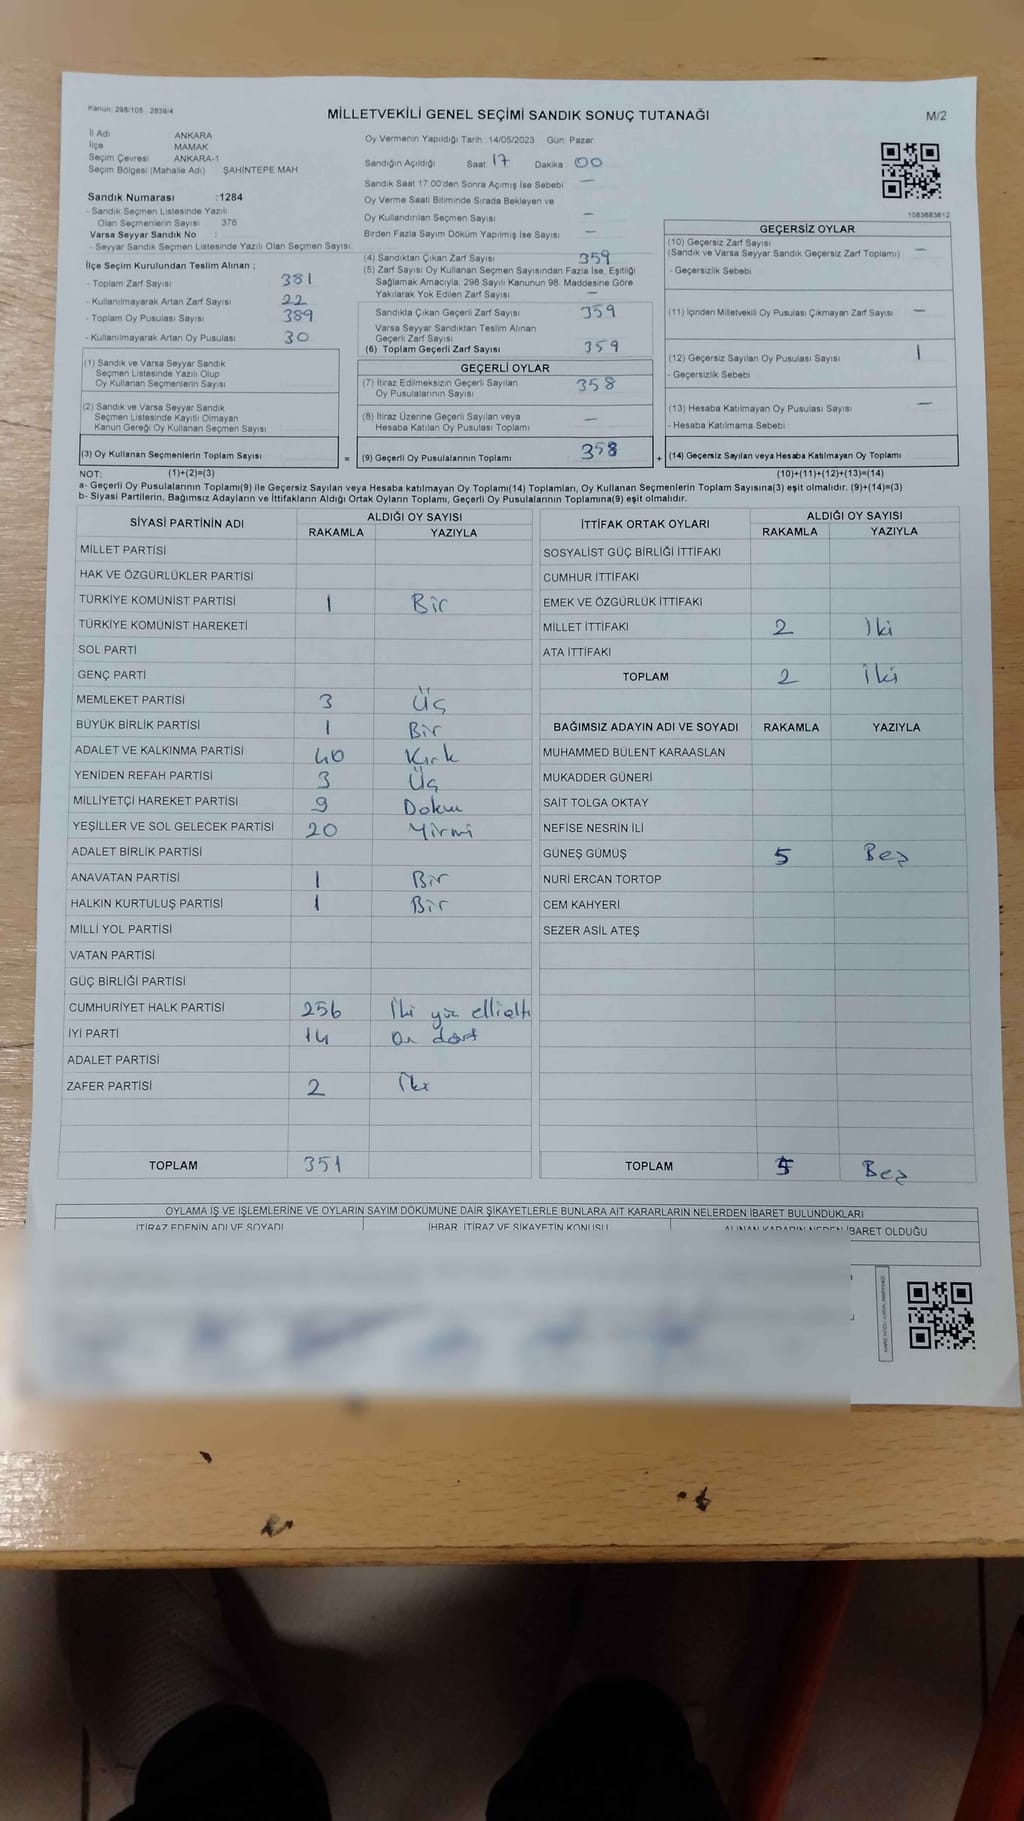 Kanun: 298/105 : 2839/4
MİLLETVEKİLİ GENEL SEÇİMİ SANDIK SONUÇ TUTANAĞI
M/2
İl Adı ANKARA
İlçe MAMAK
Seçim Çevresi ANKARA-1
Seçim Bölgesi (Mahalle Adı) ŞAHİNTEPE MAH
Oy Vermenin Yapıldığı Tarih :14/05/2023 Gün: Pazar
Sandığın Açıldığı Saat 17 Dakika 00
Sandık Saat 17:00'den Sonra Açımış İse Sebebi —
Oy Verme Saati Bitiminde Sırada Bekleyen ve
Oy Kullandırılan Seçmen Sayısı —
Birden Fazla Sayım Döküm Yapılmış İse Sayısı —
1083683612
Sandık Numarası :1284
- Sandık Seçmen Listesinde Yazılı
Olan Seçmenlerin Sayısı 376
Varsa Seyyar Sandık No :
- Seyyar Sandık Seçmen Listesinde Yazılı Olan Seçmen Sayısı:
İlçe Seçim Kurulundan Teslim Alınan ;
- Toplam Zarf Sayısı 381
- Kullanılmayarak Artan Zarf Sayısı 22
- Toplam Oy Pusulası Sayısı 389
- Kullanılmayarak Artan Oy Pusulası 30
(4) Sandıktan Çıkan Zarf Sayısı 359
(5) Zarf Sayısı Oy Kullanan Seçmen Sayısından Fazla İse, Eşitliği
Sağlamak Amacıyla; 298 Sayılı Kanunun 98. Maddesine Göre
Yakılarak Yok Edilen Zarf Sayısı —
Sandıkta Çıkan Geçerli Zarf Sayısı 359
Varsa Seyyar Sandıktan Teslim Alınan
Geçerli Zarf Sayısı
(6) Toplam Geçerli Zarf Sayısı 359
GEÇERSİZ OYLAR
(10) Geçersiz Zarf Sayısı —
(Sandık ve Varsa Seyyar Sandık Geçersiz Zarf Toplamı)
- Geçersizlik Sebebi
(11) İçinden Milletvekili Oy Pusulası Çıkmayan Zarf Sayısı —
(12) Geçersiz Sayılan Oy Pusulası Sayısı 1
- Geçersizlik Sebebi
(13) Hesaba Katılmayan Oy Pusulası Sayısı —
- Hesaba Katılmama Sebebi
(14) Geçersiz Sayılan veya Hesaba Katılmayan Oy Toplamı
(1) Sandık ve Varsa Seyyar Sandık
Seçmen Listesinde Yazılı Olup
Oy Kullanan Seçmenlerin Sayısı
(2) Sandık ve Varsa Seyyar Sandık
Seçmen Listesinde Kayıtlı Olmayan
Kanun Gereği Oy Kullanan Seçmen Sayısı
(3) Oy Kullanan Seçmenlerin Toplam Sayısı
=
GEÇERLİ OYLAR
(7) İtiraz Edilmeksizin Geçerli Sayılan
Oy Pusulalarının Sayısı 358
(8) İtiraz Üzerine Geçerli Sayılan veya
Hesaba Katılan Oy Pusulası Toplamı —
(9) Geçerli Oy Pusulalarının Toplamı 358
+
NOT: (1)+(2)=(3) (10)+(11)+(12)+(13)=(14)
a- Geçerli Oy Pusulalarının Toplamı(9) ile Geçersiz Sayılan veya Hesaba katılmayan Oy Toplamı(14) Toplamları, Oy Kullanan Seçmenlerin Toplam Sayısına(3) eşit olmalıdır. (9)+(14)=(3)
b- Siyasi Partilerin, Bağımsız Adayların ve İttifakların Aldığı Ortak Oyların Toplamı, Geçerli Oy Pusulalarının Toplamına(9) eşit olmalıdır.
SİYASİ PARTİNİN ADI ALDIĞI OY SAYISI
RAKAMLA YAZIYLA
MİLLET PARTİSİ
HAK VE ÖZGÜRLÜKLER PARTİSİ
TÜRKİYE KOMÜNİST PARTİSİ 1 Bir
TÜRKİYE KOMÜNİST HAREKETİ
SOL PARTİ
GENÇ PARTİ
MEMLEKET PARTİSİ 3 Üç
BÜYÜK BİRLİK PARTİSİ 1 Bir
ADALET VE KALKINMA PARTİSİ 40 Kırk
YENİDEN REFAH PARTİSİ 3 Üç
MİLLİYETÇİ HAREKET PARTİSİ 9 Dokuz
YEŞİLLER VE SOL GELECEK PARTİSİ 20 Yirmi
ADALET BİRLİK PARTİSİ
ANAVATAN PARTİSİ 1 Bir
HALKIN KURTULUŞ PARTİSİ 1 Bir
MİLLİ YOL PARTİSİ
VATAN PARTİSİ
GÜÇ BİRLİĞİ PARTİSİ
CUMHURİYET HALK PARTİSİ 256 İki yüz ellialtı
İYİ PARTİ 14 On dört
ADALET PARTİSİ
ZAFER PARTİSİ 2 İki
TOPLAM 351
İTTİFAK ORTAK OYLARI ALDIĞI OY SAYISI
RAKAMLA YAZIYLA
SOSYALİST GÜÇ BİRLİĞİ İTTİFAKI
CUMHUR İTTİFAKI
EMEK VE ÖZGÜRLÜK İTTİFAKI
MİLLET İTTİFAKI 2 İki
ATA İTTİFAKI
TOPLAM 2 İki
BAĞIMSIZ ADAYIN ADI VE SOYADI RAKAMLA YAZIYLA
MUHAMMED BÜLENT KARAASLAN
MUKADDER GÜNERİ
SAİT TOLGA OKTAY
NEFİSE NESRİN İLİ
GÜNEŞ GÜMÜŞ 5 Beş
NURİ ERCAN TORTOP
CEM KAHYERİ
SEZER ASİL ATEŞ
TOPLAM 5 Beş
OYLAMA İŞ VE İŞLEMLERİNE VE OYLARIN SAYIM DÖKÜMÜNE DAİR ŞİKAYETLERLE BUNLARA AİT KARARLARIN NELERDEN İBARET BULUNDUKLARI
İTİRAZ EDENİN ADI VE SOYADI İHBAR, İTİRAZ VE ŞİKAYETİN KONUSU ALINAN KARARIN NEDEN İBARET OLDUĞU